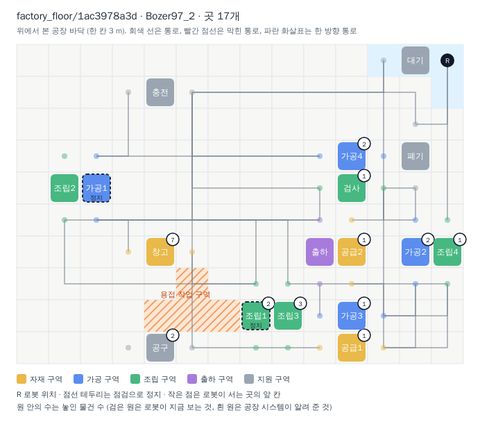 factory_floor/1ac3978a3d · Bozer97_2 · 곳 17개
위에서 본 공장 바닥 (한 칸 3 m). 회색 선은 통로, 빨간 점선은 막힌 통로, 파란 화살표는 한 방향 통로
대기
R
충전
2
가공4
폐기
1
조립2
가공1
정지
검사
7
창고
출하
1
공급2
2
가공2
1
조립4
용접 작업 구역
2
조립1
정지
3
조립3
1
가공3
2
공구
1
공급1
자재 구역
가공 구역
조립 구역
출하 구역
지원 구역
R 로봇 위치 · 점선 테두리는 점검으로 정지 · 작은 점은 로봇이 서는 곳의 앞 칸
원 안의 수는 놓인 물건 수 (검은 원은 로봇이 지금 보는 것, 흰 원은 공장 시스템이 알려 준 것)